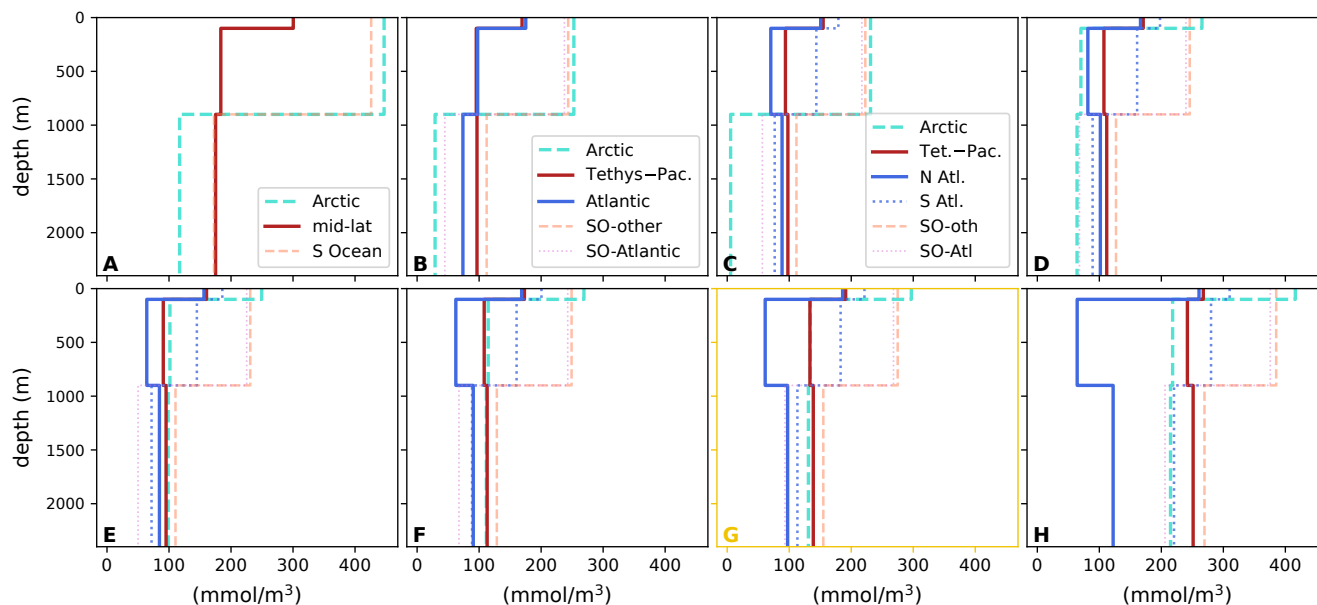 0
500
1000
1500
2000
depth (m)
Arctic
mid-lat
S Ocean
A
Arctic
Tethys−Pac.
Atlantic
SO-other
SO-Atlantic
B
Arctic
Tet.−Pac.
N Atl.
S Atl.
SO-oth
SO-Atl
C
D
0
500
1000
1500
2000
depth (m)
E
F
G
H
0 100 200 300 400
0 100 200 300 400
0 100 200 300 400
0 100 200 300 400
(mmol/m³)
(mmol/m³)
(mmol/m³)
(mmol/m³)